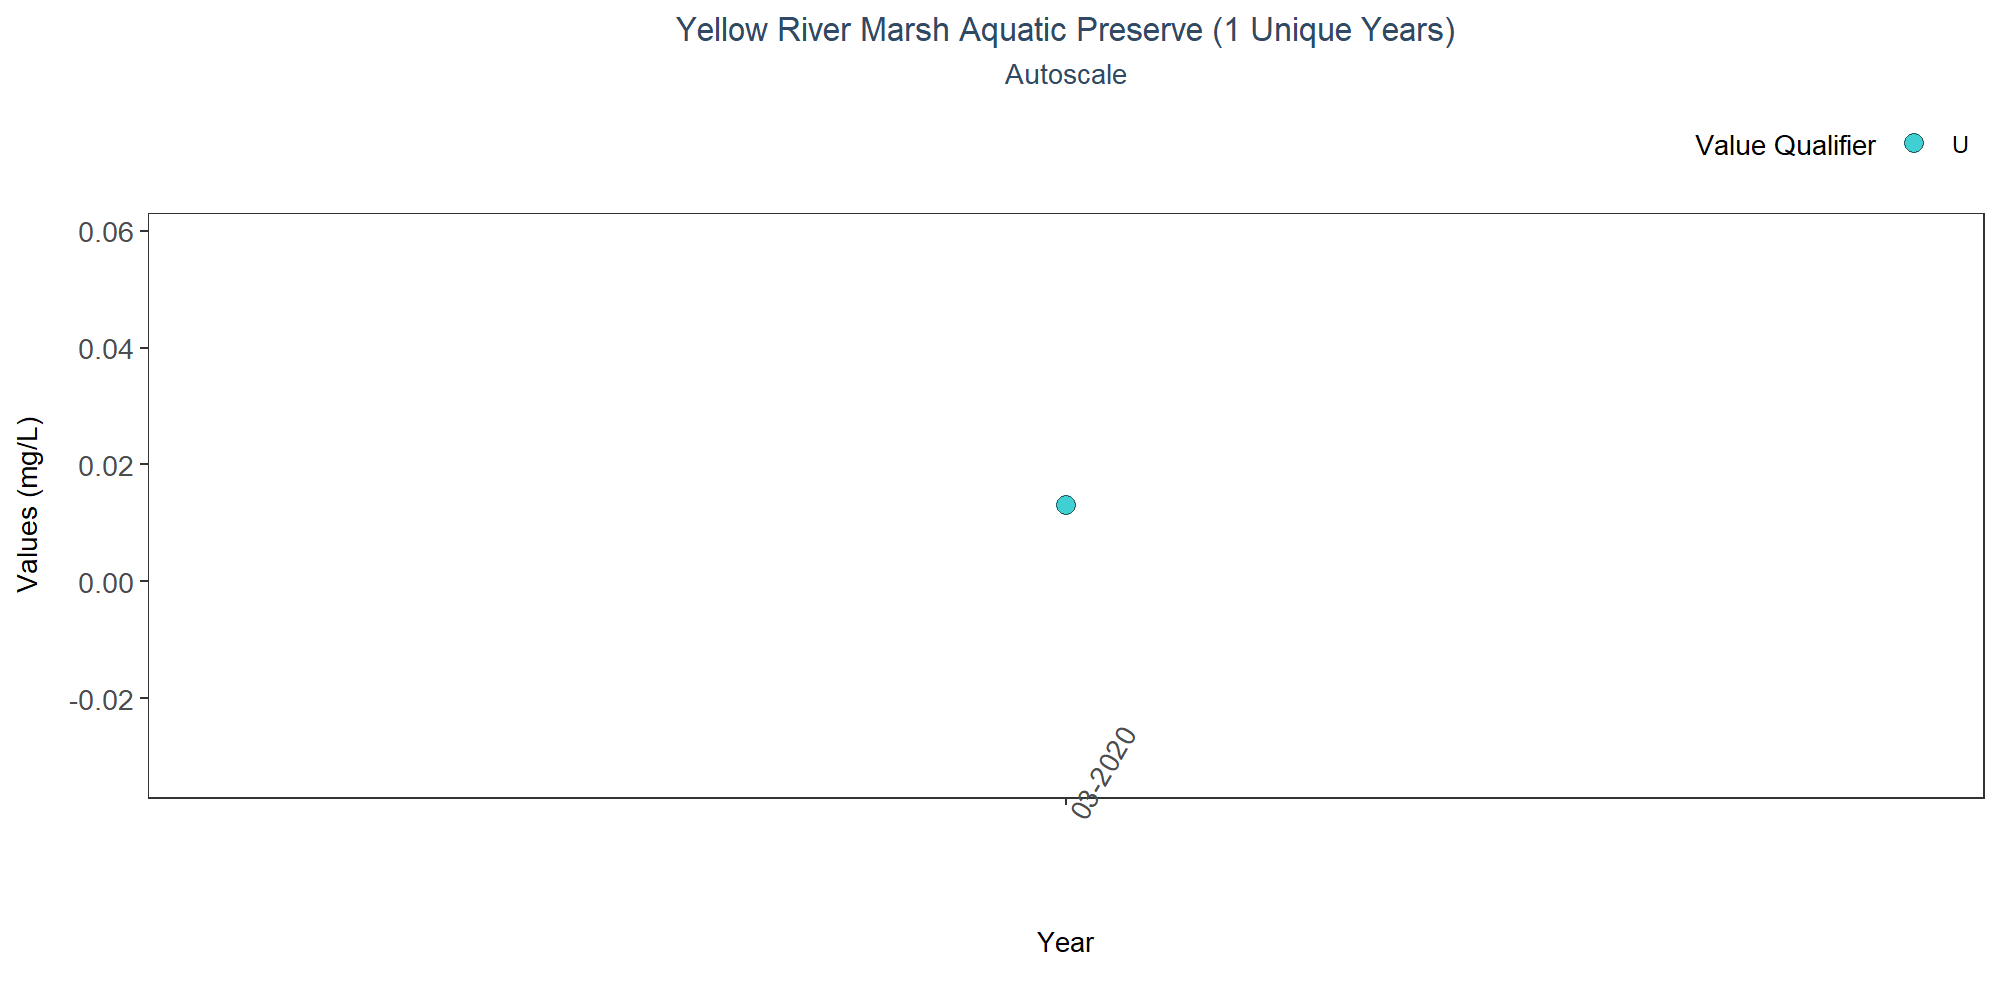 Yellow River Marsh Aquatic Preserve (1 Unique Years)
Autoscale
Value Qualifier U
0.06
0.04
0.02
0.00
-0.02
Values (mg/L)
03-2020
Year